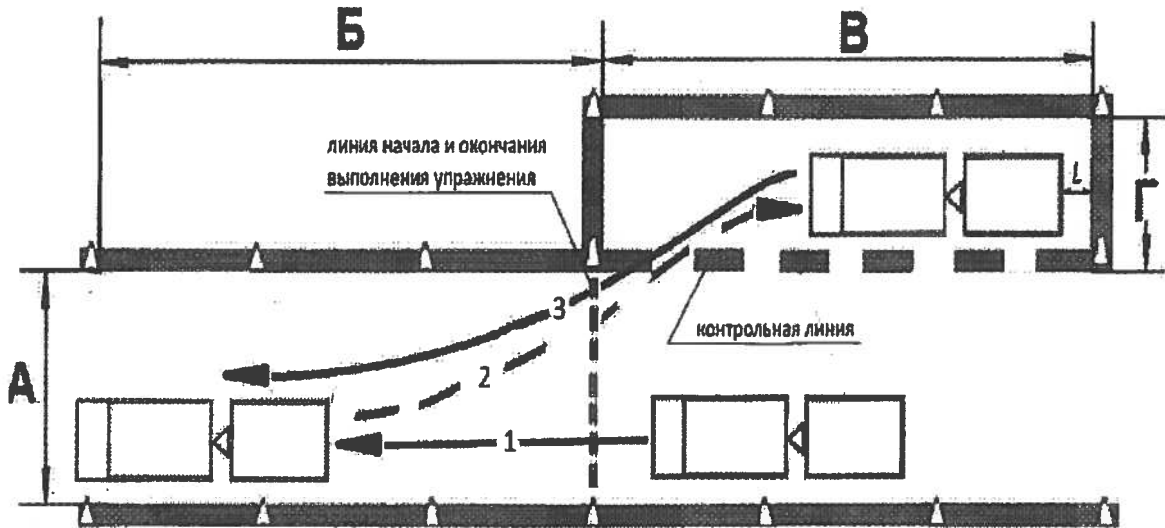 Б
В
линия начала и окончания
выполнения упражнения
L
Г
3
контрольная линия
А
2
1